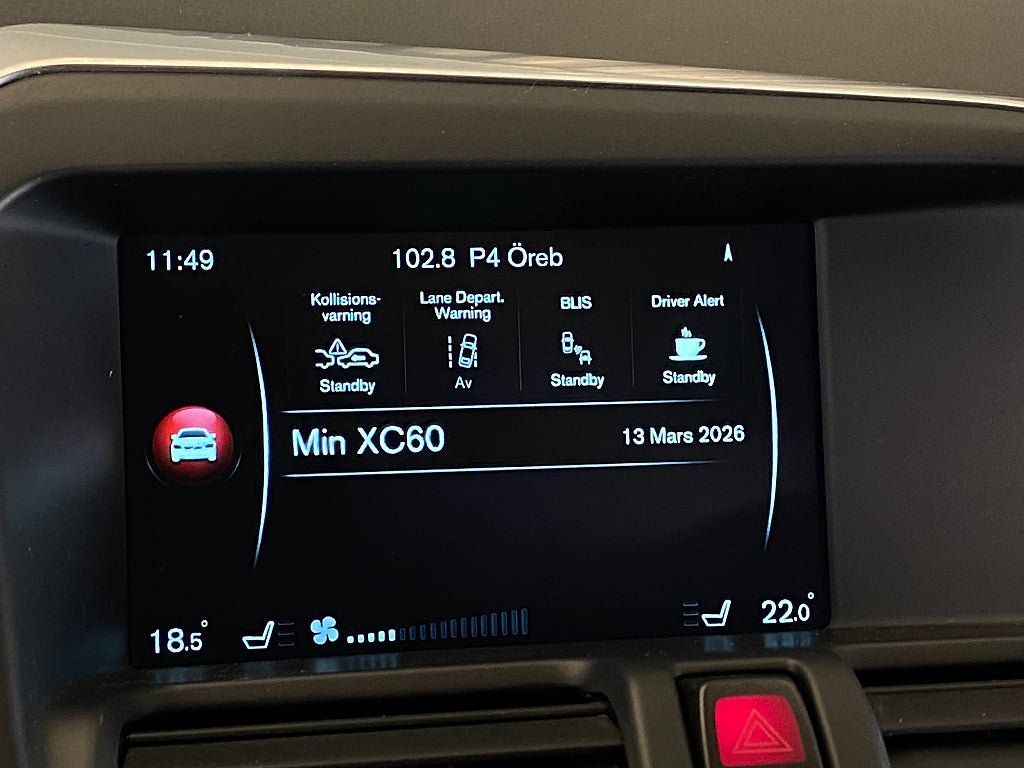 11:49
102.8 P4 Öreb
Kollisions-
varning
Standby
Lane Depart.
Warning
Av
BLIS
Standby
Driver Alert
Standby
Min XC60
13 Mars 2026
18.5°
22.0°